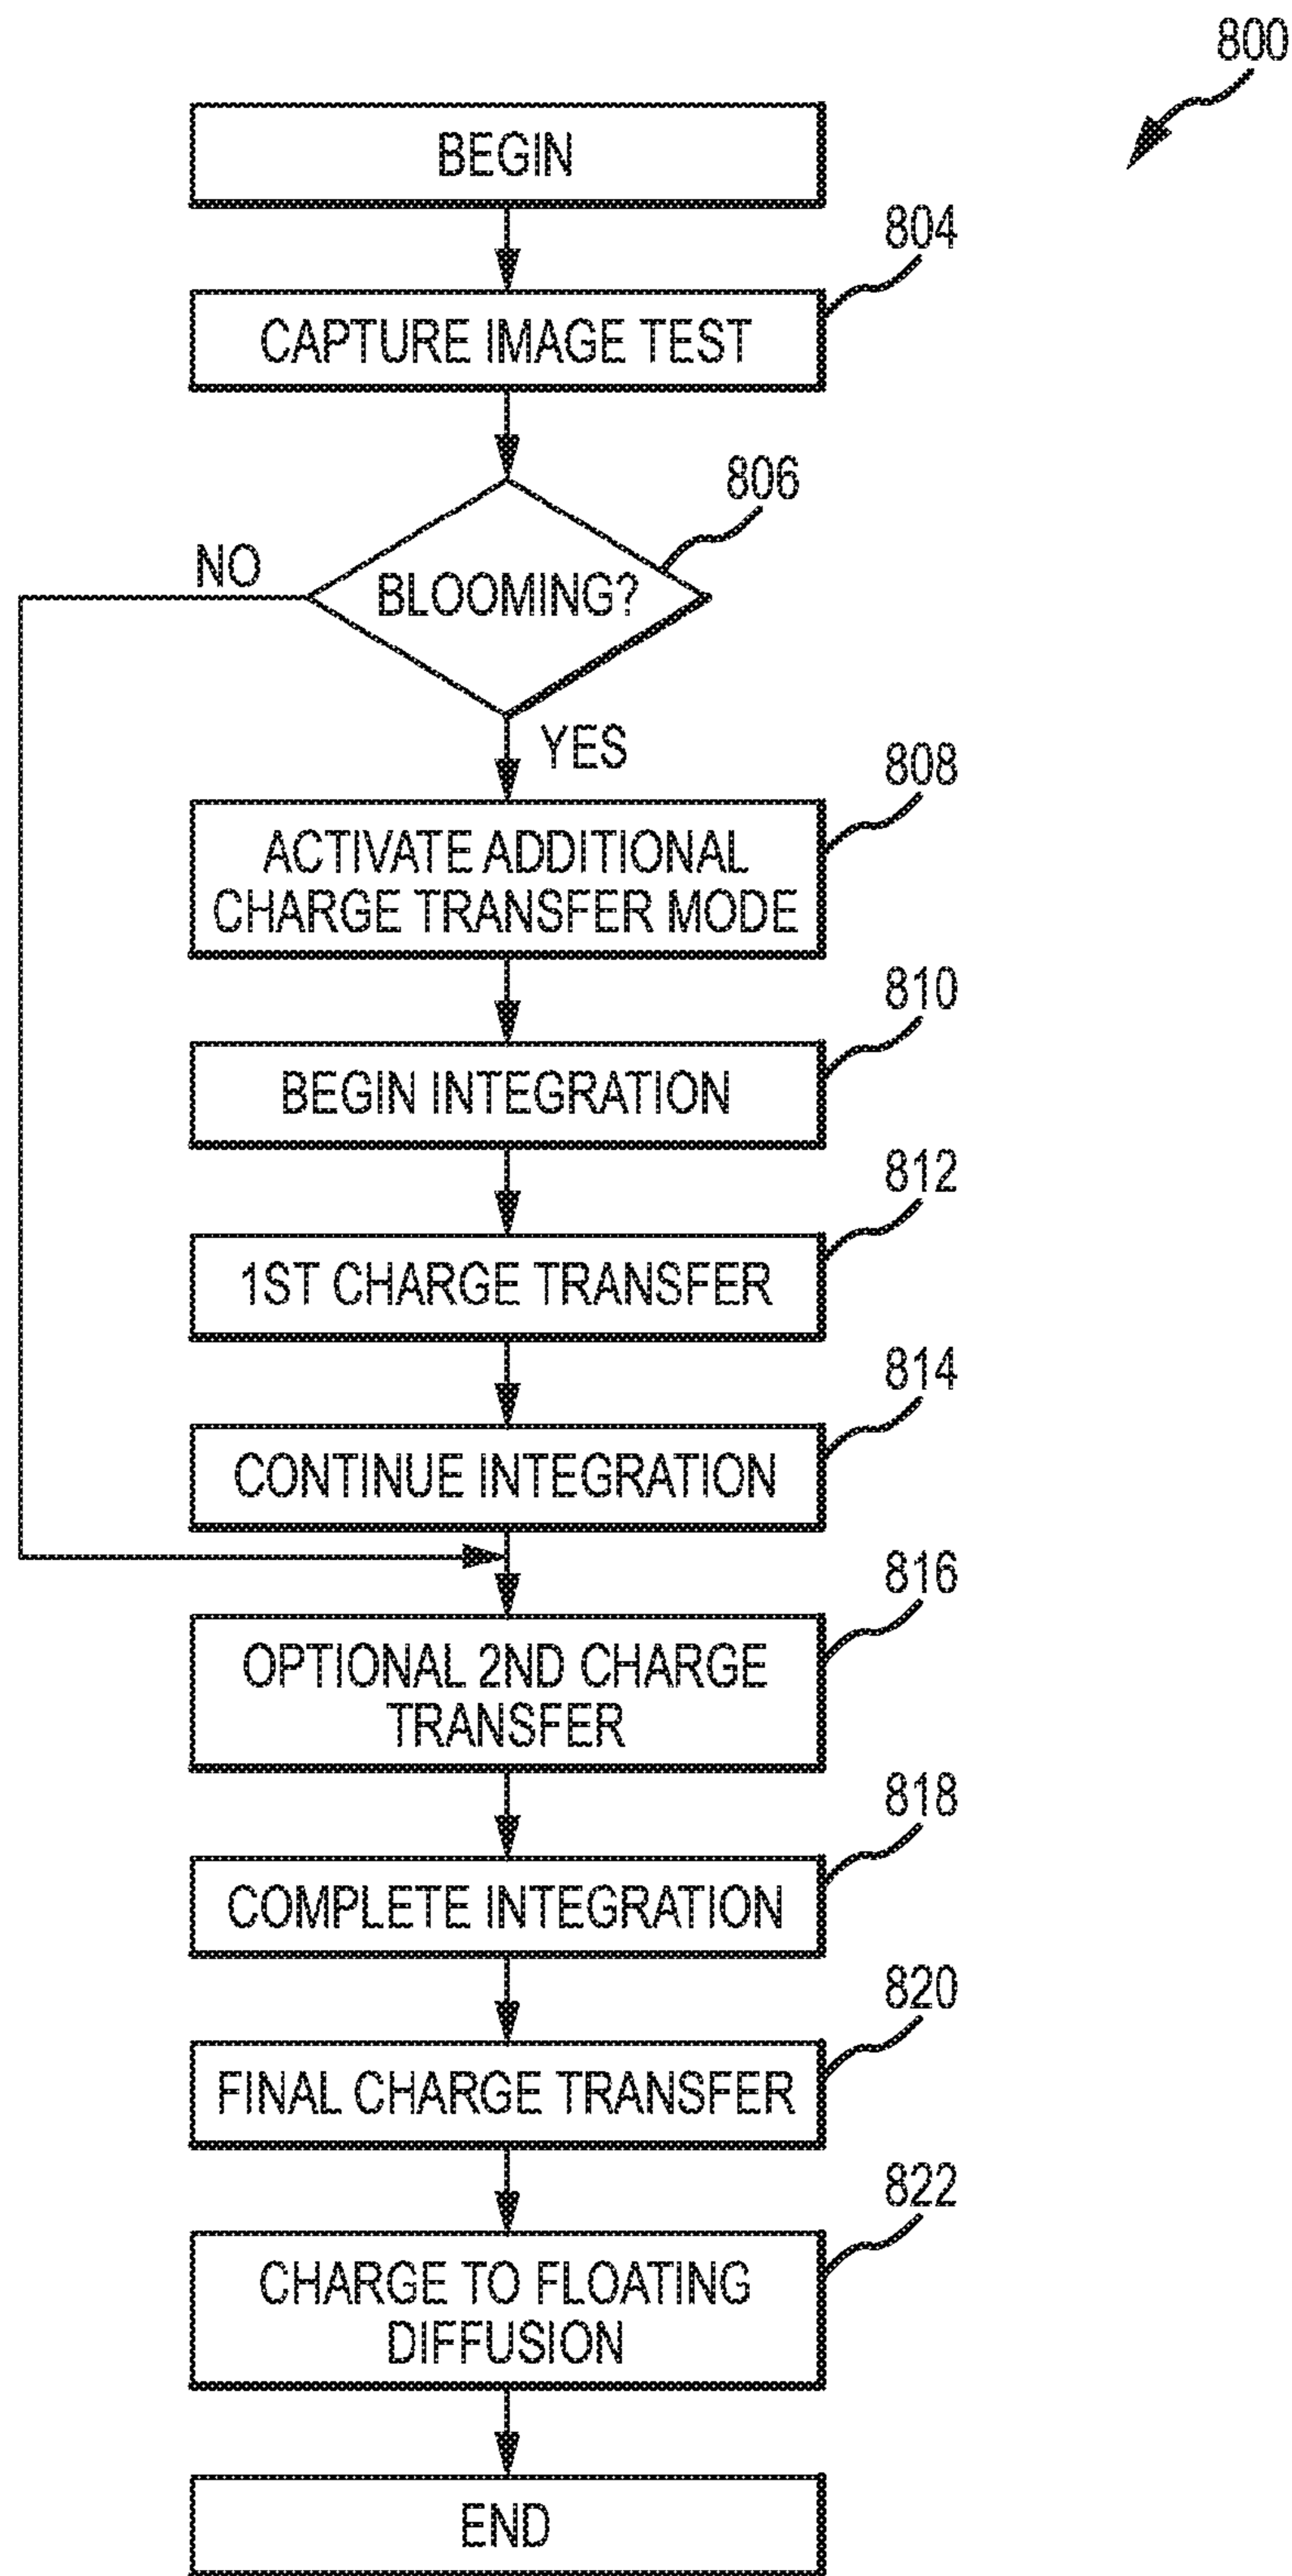 800
BEGIN
804
CAPTURE IMAGE TEST
806
NO
BLOOMING?
YES
808
ACTIVATE ADDITIONAL
CHARGE TRANSFER MODE
810
BEGIN INTEGRATION
812
1ST CHARGE TRANSFER
814
CONTINUE INTEGRATION
816
OPTIONAL 2ND CHARGE
TRANSFER
818
COMPLETE INTEGRATION
820
FINAL CHARGE TRANSFER
822
CHARGE TO FLOATING
DIFFUSION
END